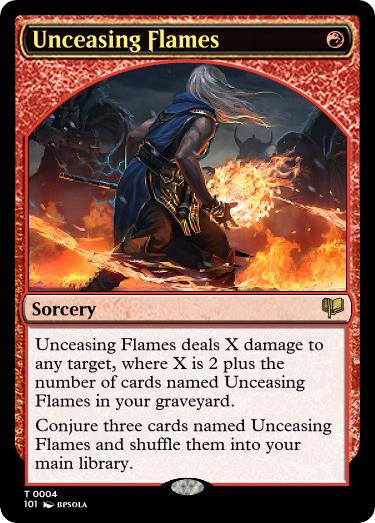 Unceasing Flames
Sorcery
Unceasing Flames deals X damage to
any target, where X is 2 plus the
number of cards named Unceasing
Flames in your graveyard.
Conjure three cards named Unceasing
Flames and shuffle them into your
main library.
T 0004
101 BPSOLA